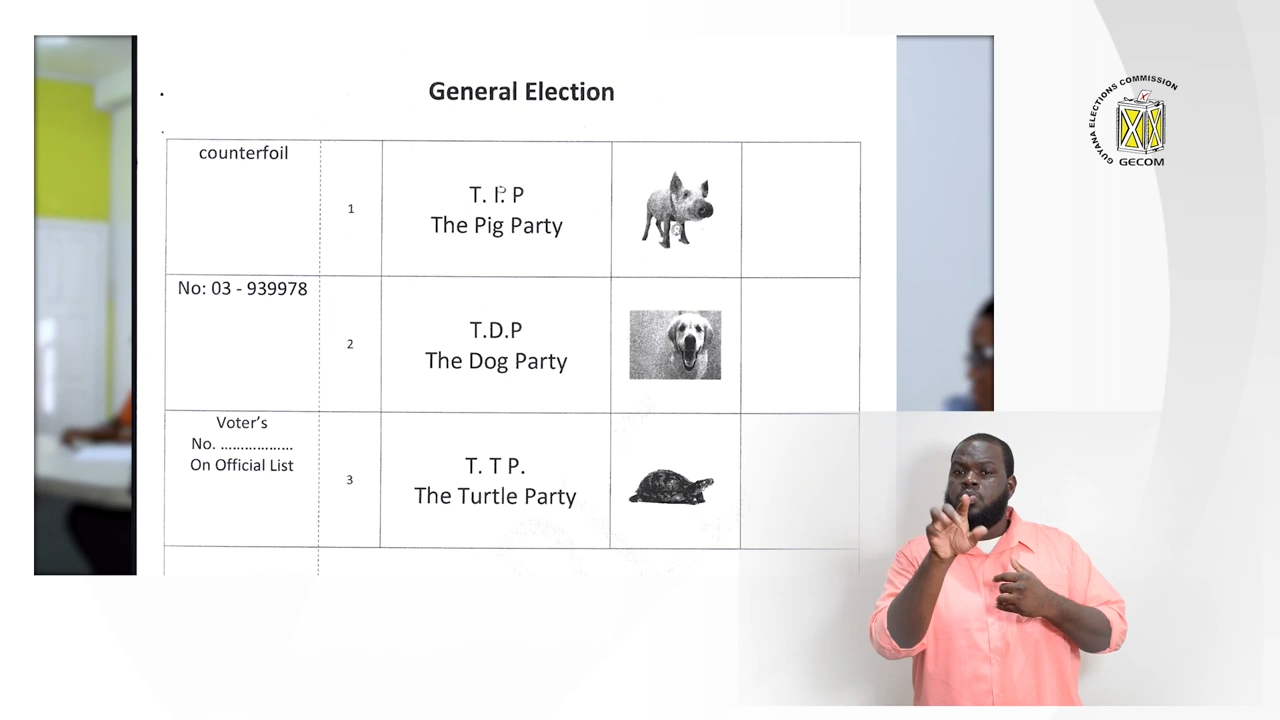 General Election
counterfoil
1
T. P. P
The Pig Party
No: 03 - 939978
2
T.D.P
The Dog Party
Voter's
No. ………………
On Official List
3
T. T P.
The Turtle Party
GUYANA ELECTIONS COMMISSION
GECOM